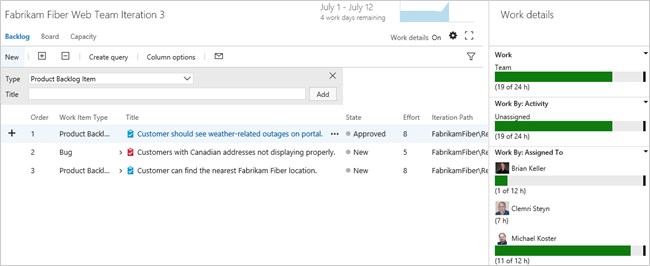 Fabrikam Fiber Web Team Iteration 3
July 1 - July 12
4 work days remaining
Backlog Board Capacity
Work details On
New Create query Column options
Type Product Backlog Item
Title Add
Order Work Item Type Title State Effort Iteration Path
1 Product Backl... Customer should see weather-related outages on portal. ... Approved 8 FabrikamFiber\Re
2 Bug Customers with Canadian addresses not displaying properly. New 5 FabrikamFiber\Re
3 Product Backl... Customer can find the nearest Fabrikam Fiber location. New 8 FabrikamFiber\Re
Work details
Work
Team
(19 of 24 h)
Work By: Activity
Unassigned
(19 of 24 h)
Work By: Assigned To
Brian Keller
(1 of 12 h)
Clemri Steyn
(7 h)
Michael Koster
(11 of 12 h)